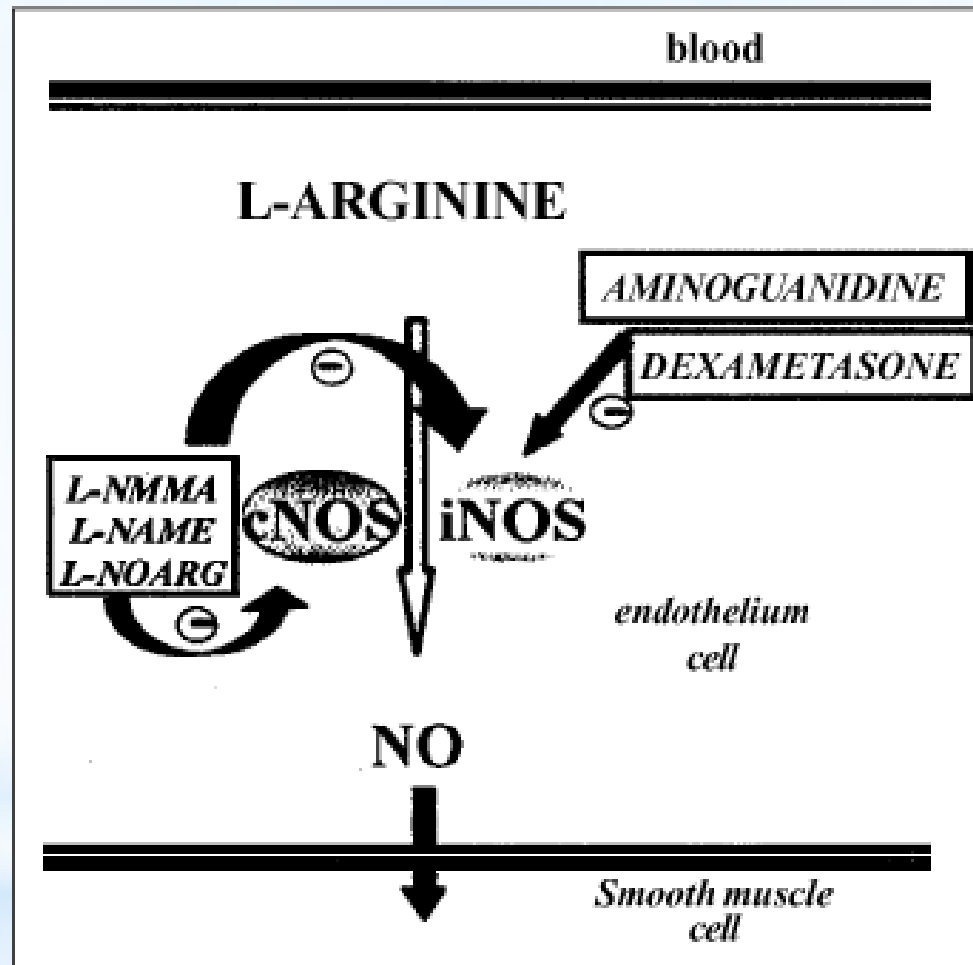 blood
L-ARGININE
AMINOGUANIDINE
DEXAMETASONE
L-NMMA
L-NAME
L-NOARG
cNOS
iNOS
endothelium
cell
NO
Smooth muscle
cell